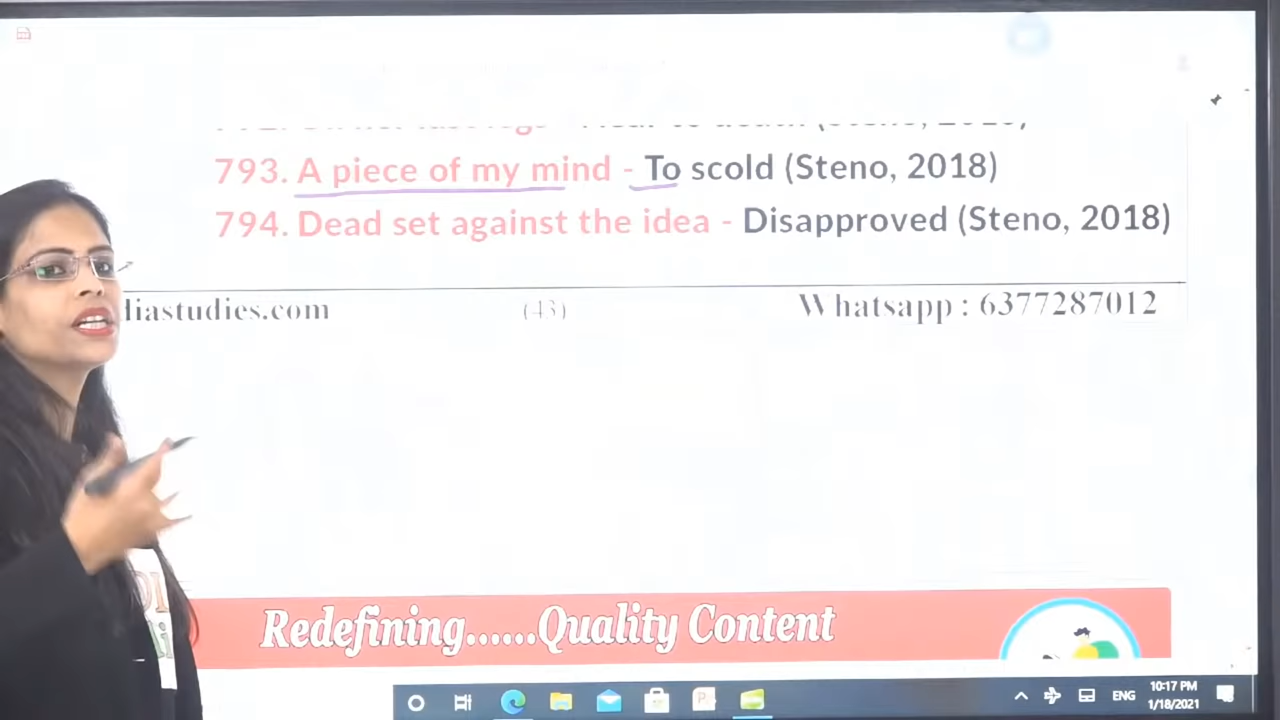 793. A piece of my mind - To scold (Steno, 2018)
794. Dead set against the idea - Disapproved (Steno, 2018)
diastudies.com (43) Whatsapp : 6377287012
Redefining......Quality Content
ENG
10:17 PM
1/18/2021